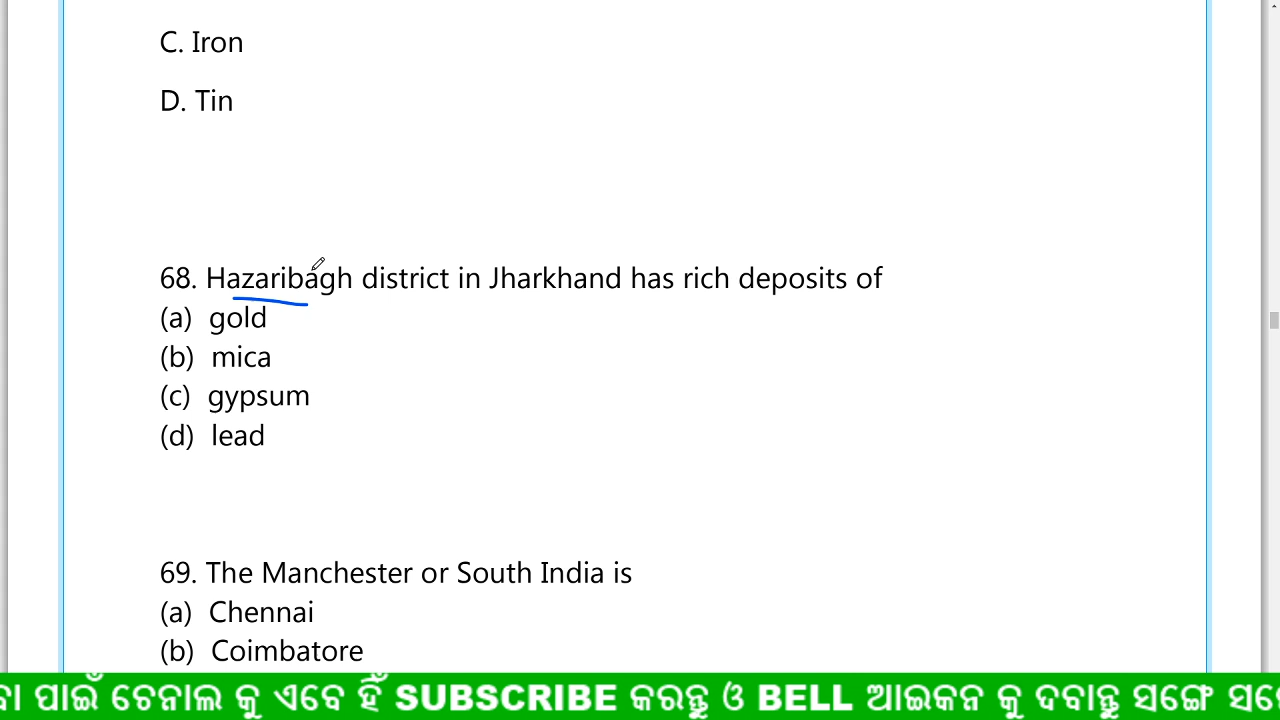 C. Iron
D. Tin
68. Hazaribagh district in Jharkhand has rich deposits of
(a) gold
(b) mica
(c) gypsum
(d) lead
69. The Manchester or South India is
(a) Chennai
(b) Coimbatore
ବା ପାଇଁ ଚେନାଲ କୁ ଏବେ ହିଁ SUBSCRIBE କରନ୍ତୁ ଓ BELL ଆଇକନ କୁ ଦବାନ୍ତୁ ସଙ୍ଗେ